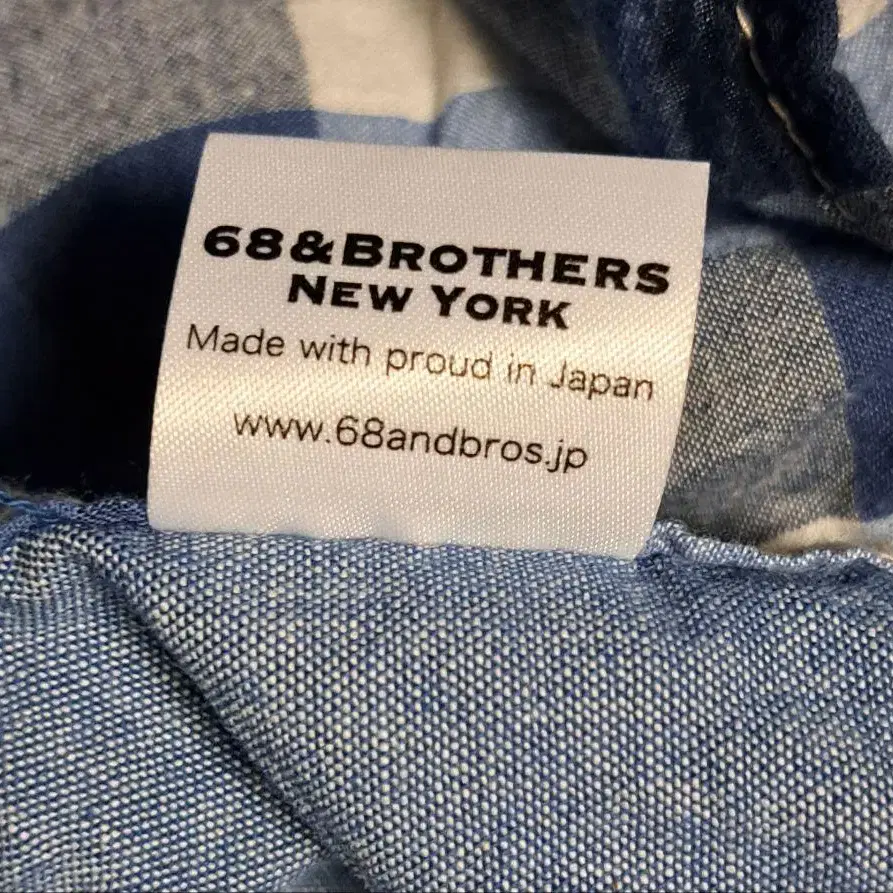 68&BROTHERS
NEW YORK
Made with proud in Japan
www.68andbros.jp